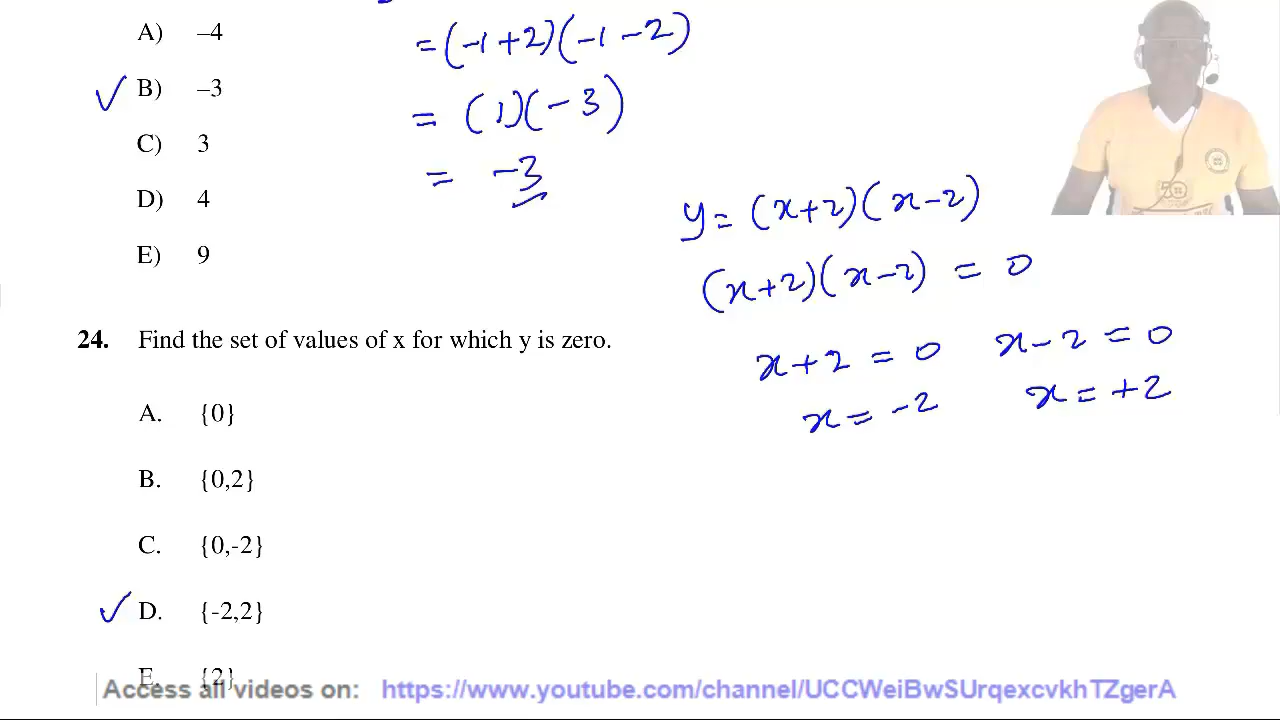 A) –4
= (-1 +2)(-1 -2)
✓ B) –3
= (1)(-3)
C) 3
= -3
D) 4
y = (x+2)(x-2)
E) 9
(x+2)(x-2) = 0
24. Find the set of values of x for which y is zero.
x+2 = 0 x-2 = 0
x = -2 x = +2
A. {0}
B. {0,2}
C. {0,-2}
✓ D. {-2,2}
E. {2}
Access all videos on: https://www.youtube.com/channel/UCCWeiBwSUrqexcvkhTZgerA